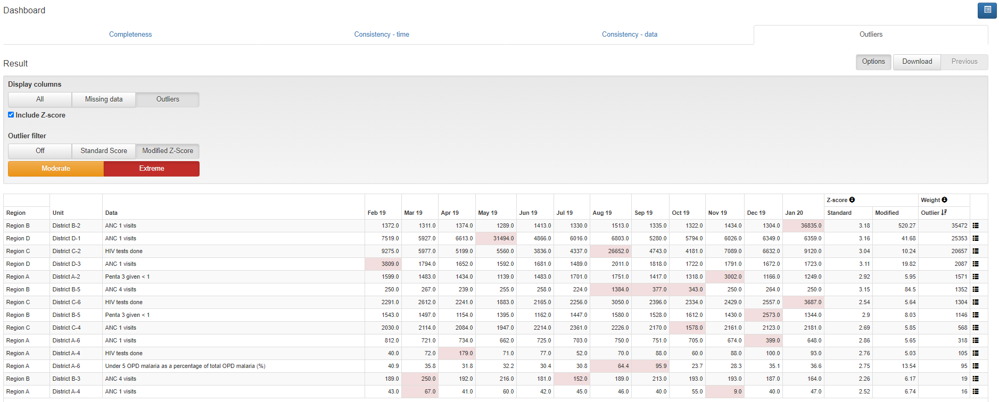 Dashboard
Completeness Consistency - time Consistency - data Outliers
Result
Options Download Previous
Display columns
All Missing data Outliers
Include Z-score
Outlier filter
Off Standard Score Modified Z-Score
Moderate Extreme
Z-score Weight
Region Unit Data Feb 19 Mar 19 Apr 19 May 19 Jun 19 Jul 19 Aug 19 Sep 19 Oct 19 Nov 19 Dec 19 Jan 20 Standard Modified Outlier
Region B District B-2 ANC 1 visits 1372.0 1311.0 1374.0 1289.0 1413.0 1330.0 1513.0 1335.0 1322.0 1434.0 1304.0 36835.0 3.18 520.27 35472
Region D District D-1 ANC 1 visits 7519.0 5927.0 6613.0 31494.0 4866.0 6016.0 6803.0 5280.0 5794.0 6026.0 6349.0 6359.0 3.16 41.68 25353
Region C District C-2 HIV tests done 9275.0 5977.0 5199.0 5560.0 3836.0 4337.0 26652.0 4743.0 4181.0 7089.0 6632.0 9120.0 3.04 10.24 20657
Region D District D-3 ANC 1 visits 3809.0 1794.0 1652.0 1592.0 1681.0 1489.0 2011.0 1818.0 1722.0 1791.0 1672.0 1723.0 3.11 19.82 2087
Region A District A-2 Penta 3 given < 1 1599.0 1483.0 1434.0 1139.0 1483.0 1701.0 1751.0 1417.0 1318.0 3002.0 1166.0 1249.0 2.92 5.95 1571
Region B District B-5 ANC 4 visits 250.0 267.0 239.0 255.0 258.0 224.0 1384.0 377.0 343.0 250.0 264.0 250.0 3.15 84.5 1352
Region C District C-6 HIV tests done 2291.0 2612.0 2241.0 1883.0 2165.0 2256.0 3050.0 2396.0 2334.0 2429.0 2557.0 3687.0 2.54 5.64 1304
Region B District B-5 Penta 3 given < 1 1543.0 1497.0 1154.0 1395.0 1162.0 1447.0 1580.0 1528.0 1612.0 1430.0 2573.0 1344.0 2.9 8.03 1146
Region C District C-4 ANC 1 visits 2030.0 2114.0 2084.0 1947.0 2214.0 2361.0 2226.0 2170.0 1578.0 2161.0 2123.0 2181.0 2.69 5.85 568
Region A District A-6 ANC 1 visits 812.0 721.0 734.0 662.0 725.0 703.0 750.0 751.0 705.0 674.0 399.0 648.0 2.86 5.65 318
Region A District A-4 HIV tests done 40.0 72.0 179.0 71.0 77.0 52.0 70.0 88.0 60.0 88.0 100.0 93.0 2.76 5.03 105
Region A District A-6 Under 5 OPD malaria as a percentage of total OPD malaria (%) 40.9 35.8 31.8 32.2 30.4 30.8 64.4 95.9 23.7 28.3 35.1 36.6 2.75 13.54 95
Region B District B-3 ANC 4 visits 189.0 250.0 192.0 216.0 181.0 152.0 189.0 213.0 193.0 193.0 187.0 164.0 2.26 6.17 19
Region A District A-4 ANC 1 visits 43.0 67.0 41.0 60.0 42.0 45.0 46.0 40.0 55.0 9.0 40.0 47.0 2.52 6.74 16